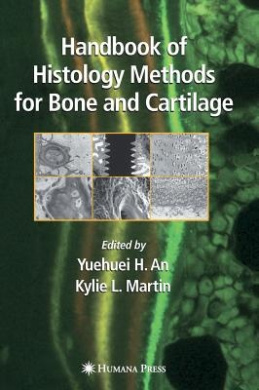 Handbook of
Histology Methods
for Bone and Cartilage
Edited by
Yuehuei H. An
Kylie L. Martin
HUMANA PRESS